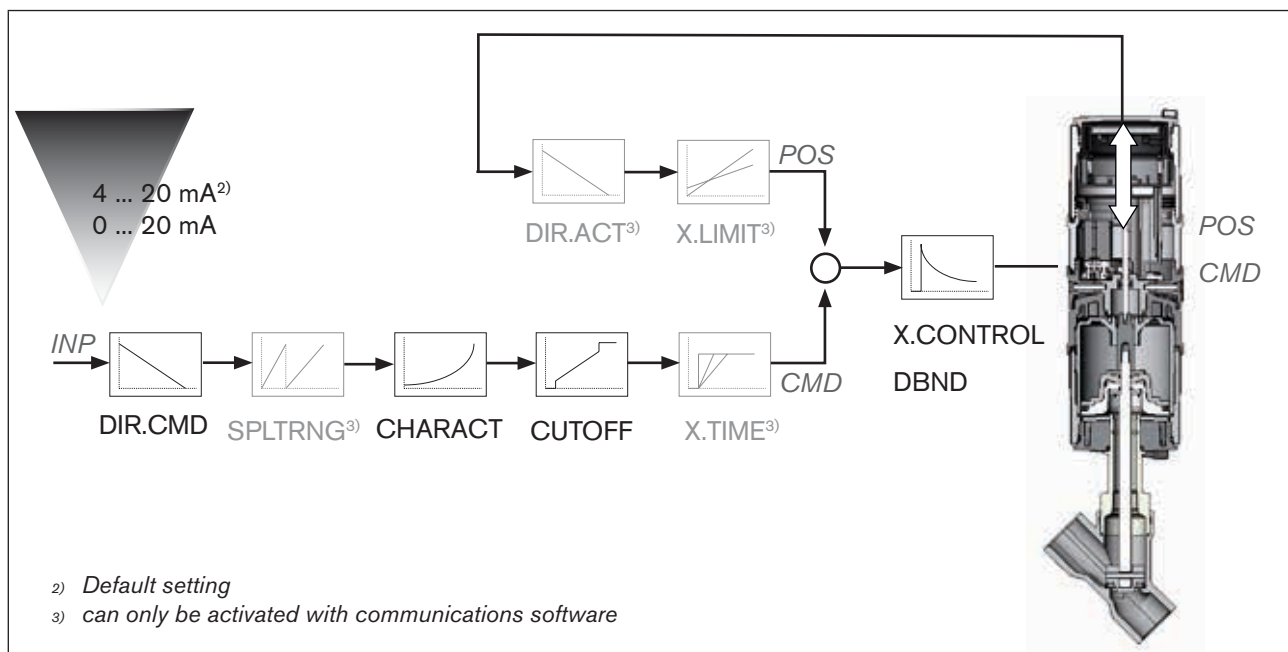 4 ... 20 mA2)
0 ... 20 mA
POS
DIR.ACT3)
X.LIMIT3)
POS
CMD
X.CONTROL
DBND
INP
CMD
DIR.CMD
SPLTRNG3)
CHARACT
CUTOFF
X.TIME3)
2) Default setting
3) can only be activated with communications software